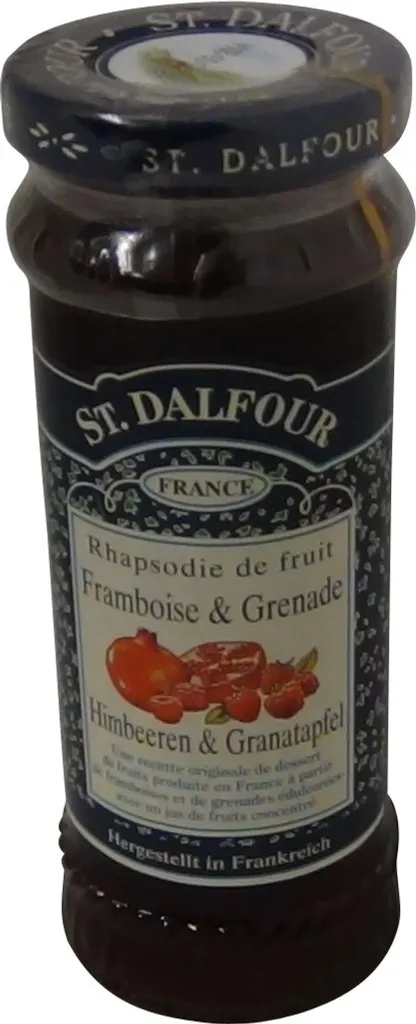 ST. DALFOUR
ST. DALFOUR
ST. DALFOUR
FRANCE
Rhapsodie de fruit
Framboise & Grenade
Himbeeren & Granatapfel
Une recette originale de dessert
de fruits produite en France à partir
de framboises et de grenades édulcorées
avec un jus de fruits concentré
Hergestellt in Frankreich